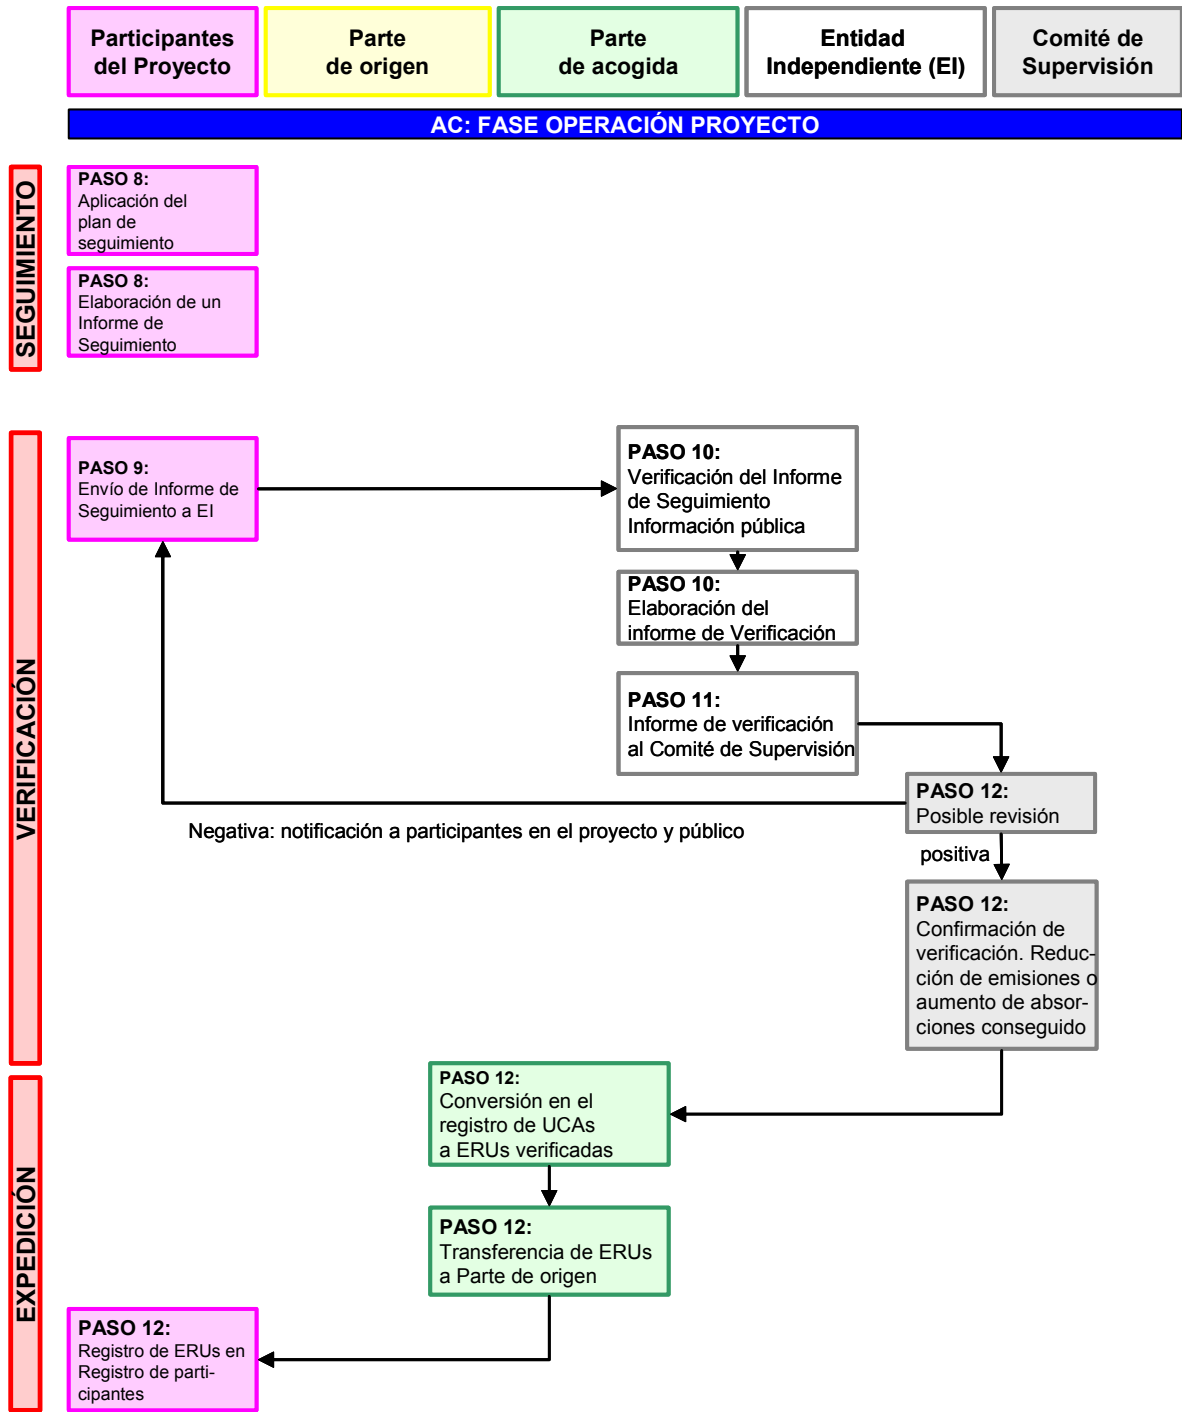 Participantes
del Proyecto
Parte
de origen
Parte
de acogida
Entidad
Independiente (EI)
Comité de
Supervisión
AC: FASE OPERACIÓN PROYECTO
SEGUIMIENTO
PASO 8:
Aplicación del
plan de
seguimiento
PASO 8:
Elaboración de un
Informe de
Seguimiento
VERIFICACIÓN
PASO 9:
Envío de Informe de
Seguimiento a EI
PASO 10:
Verificación del Informe
de Seguimiento
Información pública
PASO 10:
Elaboración del
informe de Verificación
PASO 11:
Informe de verificación
al Comité de Supervisión
PASO 12:
Posible revisión
Negativa: notificación a participantes en el proyecto y público
positiva
PASO 12:
Confirmación de
verificación. Reduc-
ción de emisiones o
aumento de absor-
ciones conseguido
EXPEDICIÓN
PASO 12:
Conversión en el
registro de UCAs
a ERUs verificadas
PASO 12:
Transferencia de ERUs
a Parte de origen
PASO 12:
Registro de ERUs en
Registro de parti-
cipantes